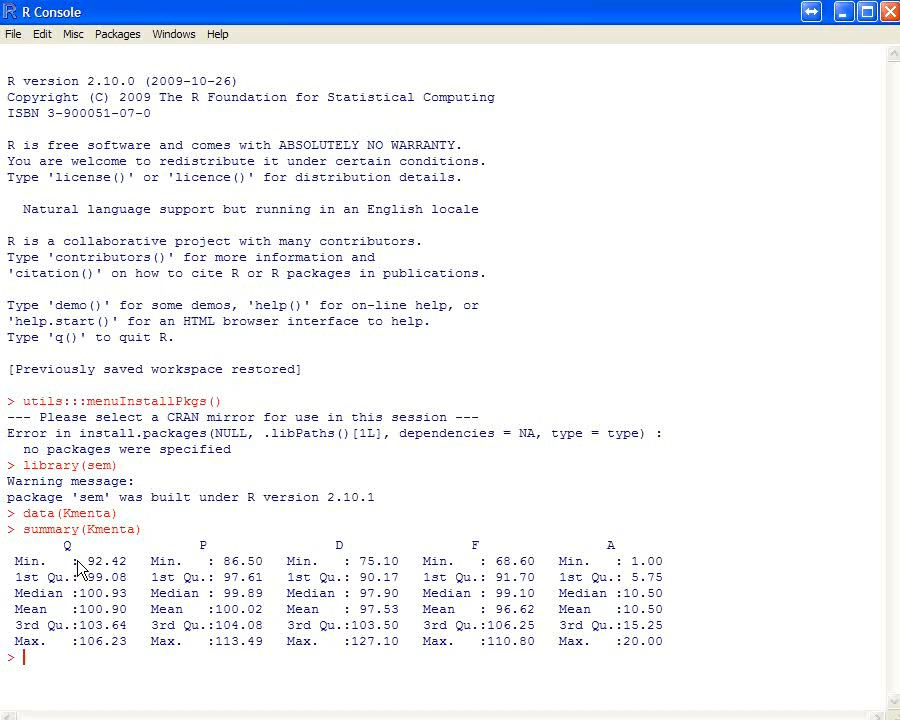 R Console
File Edit Misc Packages Windows Help
R version 2.10.0 (2009-10-26)
Copyright (C) 2009 The R Foundation for Statistical Computing
ISBN 3-900051-07-0
R is free software and comes with ABSOLUTELY NO WARRANTY.
You are welcome to redistribute it under certain conditions.
Type 'license()' or 'licence()' for distribution details.
Natural language support but running in an English locale
R is a collaborative project with many contributors.
Type 'contributors()' for more information and
'citation()' on how to cite R or R packages in publications.
Type 'demo()' for some demos, 'help()' for on-line help, or
'help.start()' for an HTML browser interface to help.
Type 'q()' to quit R.
[Previously saved workspace restored]
> utils:::menuInstallPkgs()
--- Please select a CRAN mirror for use in this session ---
Error in install.packages(NULL, .libPaths()[1L], dependencies = NA, type = type) :
no packages were specified
> library(sem)
Warning message:
package 'sem' was built under R version 2.10.1
> data(Kmenta)
> summary(Kmenta)
Q P D F A
Min. : 92.42 Min. : 86.50 Min. : 75.10 Min. : 68.60 Min. : 1.00
1st Qu.: 99.08 1st Qu.: 97.61 1st Qu.: 90.17 1st Qu.: 91.70 1st Qu.: 5.75
Median :100.93 Median : 99.89 Median : 97.90 Median : 99.10 Median :10.50
Mean :100.90 Mean :100.02 Mean : 97.53 Mean : 96.62 Mean :10.50
3rd Qu.:103.64 3rd Qu.:104.08 3rd Qu.:103.50 3rd Qu.:106.25 3rd Qu.:15.25
Max. :106.23 Max. :113.49 Max. :127.10 Max. :110.80 Max. :20.00
>